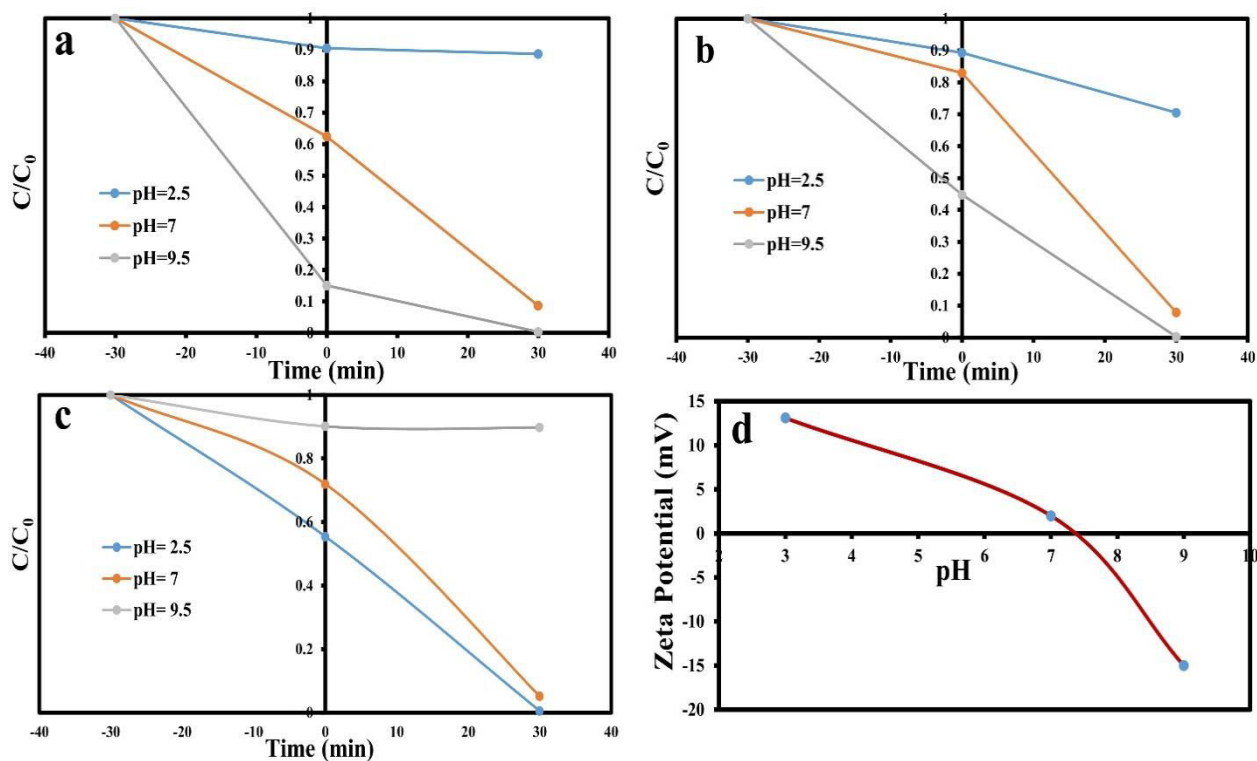 a
C/C₀
1
0.9
0.8
0.7
0.6
0.5
0.4
0.3
0.2
0.1
0
pH=2.5
pH=7
pH=9.5
-40 -30 -20 -10 0 10 20 30 40
Time (min)
b
C/C₀
1
0.9
0.8
0.7
0.6
0.5
0.4
0.3
0.2
0.1
0
pH=2.5
pH=7
pH=9.5
-40 -30 -20 -10 0 10 20 30 40
Time (min)
c
C/C₀
1
0.8
0.6
0.4
0.2
0
pH= 2.5
pH= 7
pH= 9.5
-40 -30 -20 -10 0 10 20 30 40
Time (min)
d
Zeta Potential (mV)
15
10
5
0
-5
-10
-15
-20
2 3 4 5 6 7 8 9 10
pH